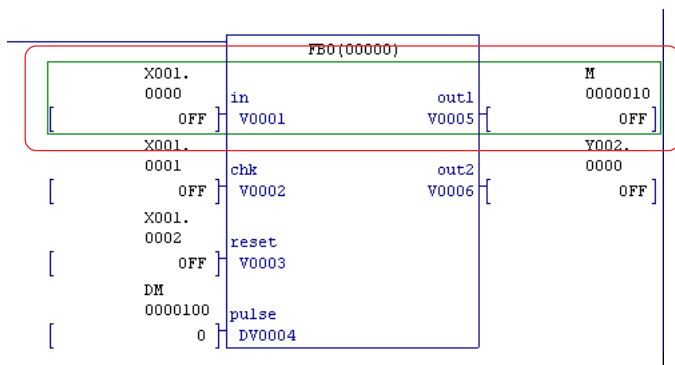 FB0(00000)
X001. M
0000 in out1 0000010
[ OFF ] V0001 V0005 [ OFF ]
X001. Y002.
0001 chk out2 0000
[ OFF ] V0002 V0006 [ OFF ]
X001.
0002 reset
[ OFF ] V0003
DM
0000100 pulse
[ 0 ] DV0004